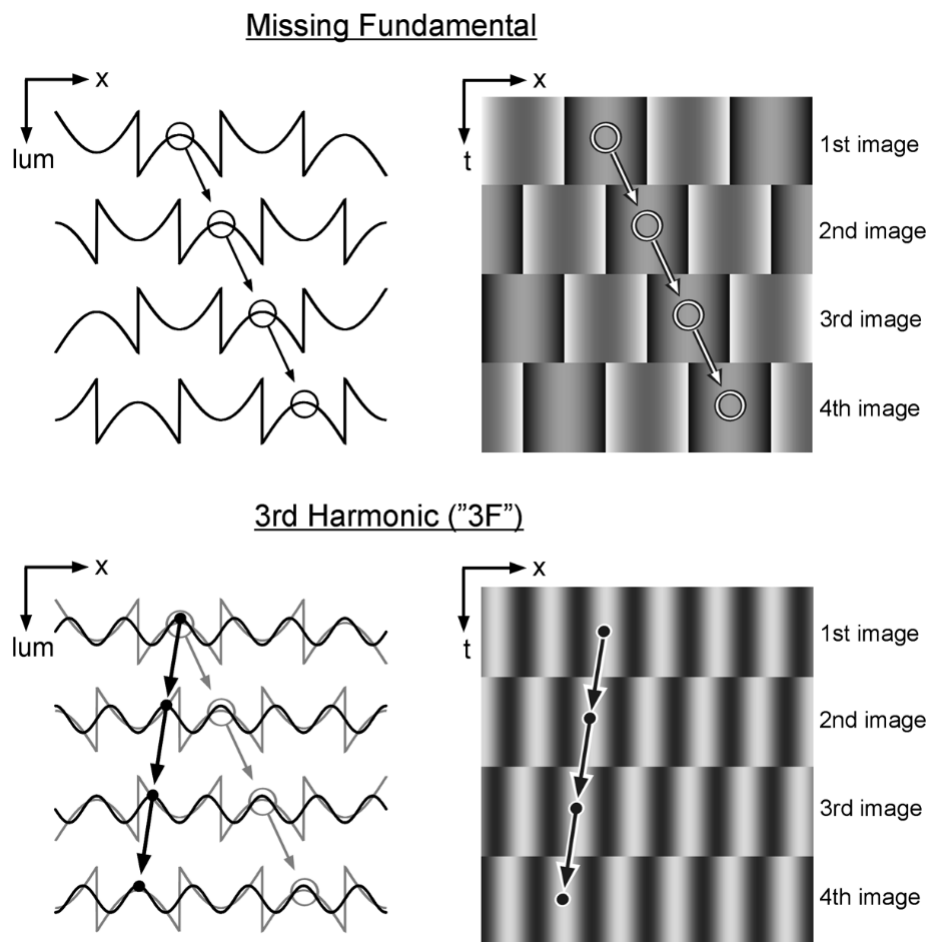 Missing Fundamental
x
x
lum
t
1st image
2nd image
3rd image
4th image
3rd Harmonic (”3F”)
x
x
lum
t
1st image
2nd image
3rd image
4th image